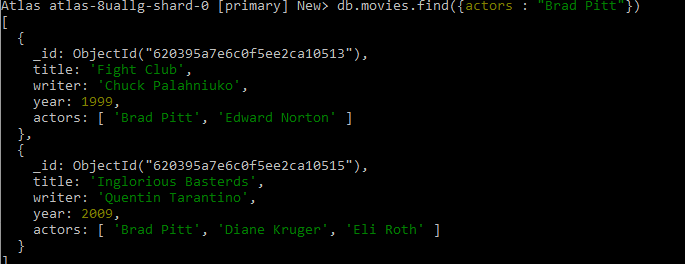 Atlas atlas-8uallg-shard-0 [primary] New> db.movies.find({actors : "Brad Pitt"})
[
  {
    _id: ObjectId("620395a7e6c0f5ee2ca10513"),
    title: 'Fight Club',
    writer: 'Chuck Palahniuko',
    year: 1999,
    actors: [ 'Brad Pitt', 'Edward Norton' ]
  },
  {
    _id: ObjectId("620395a7e6c0f5ee2ca10515"),
    title: 'Inglorious Basterds',
    writer: 'Quentin Tarantino',
    year: 2009,
    actors: [ 'Brad Pitt', 'Diane Kruger', 'Eli Roth' ]
  }
]